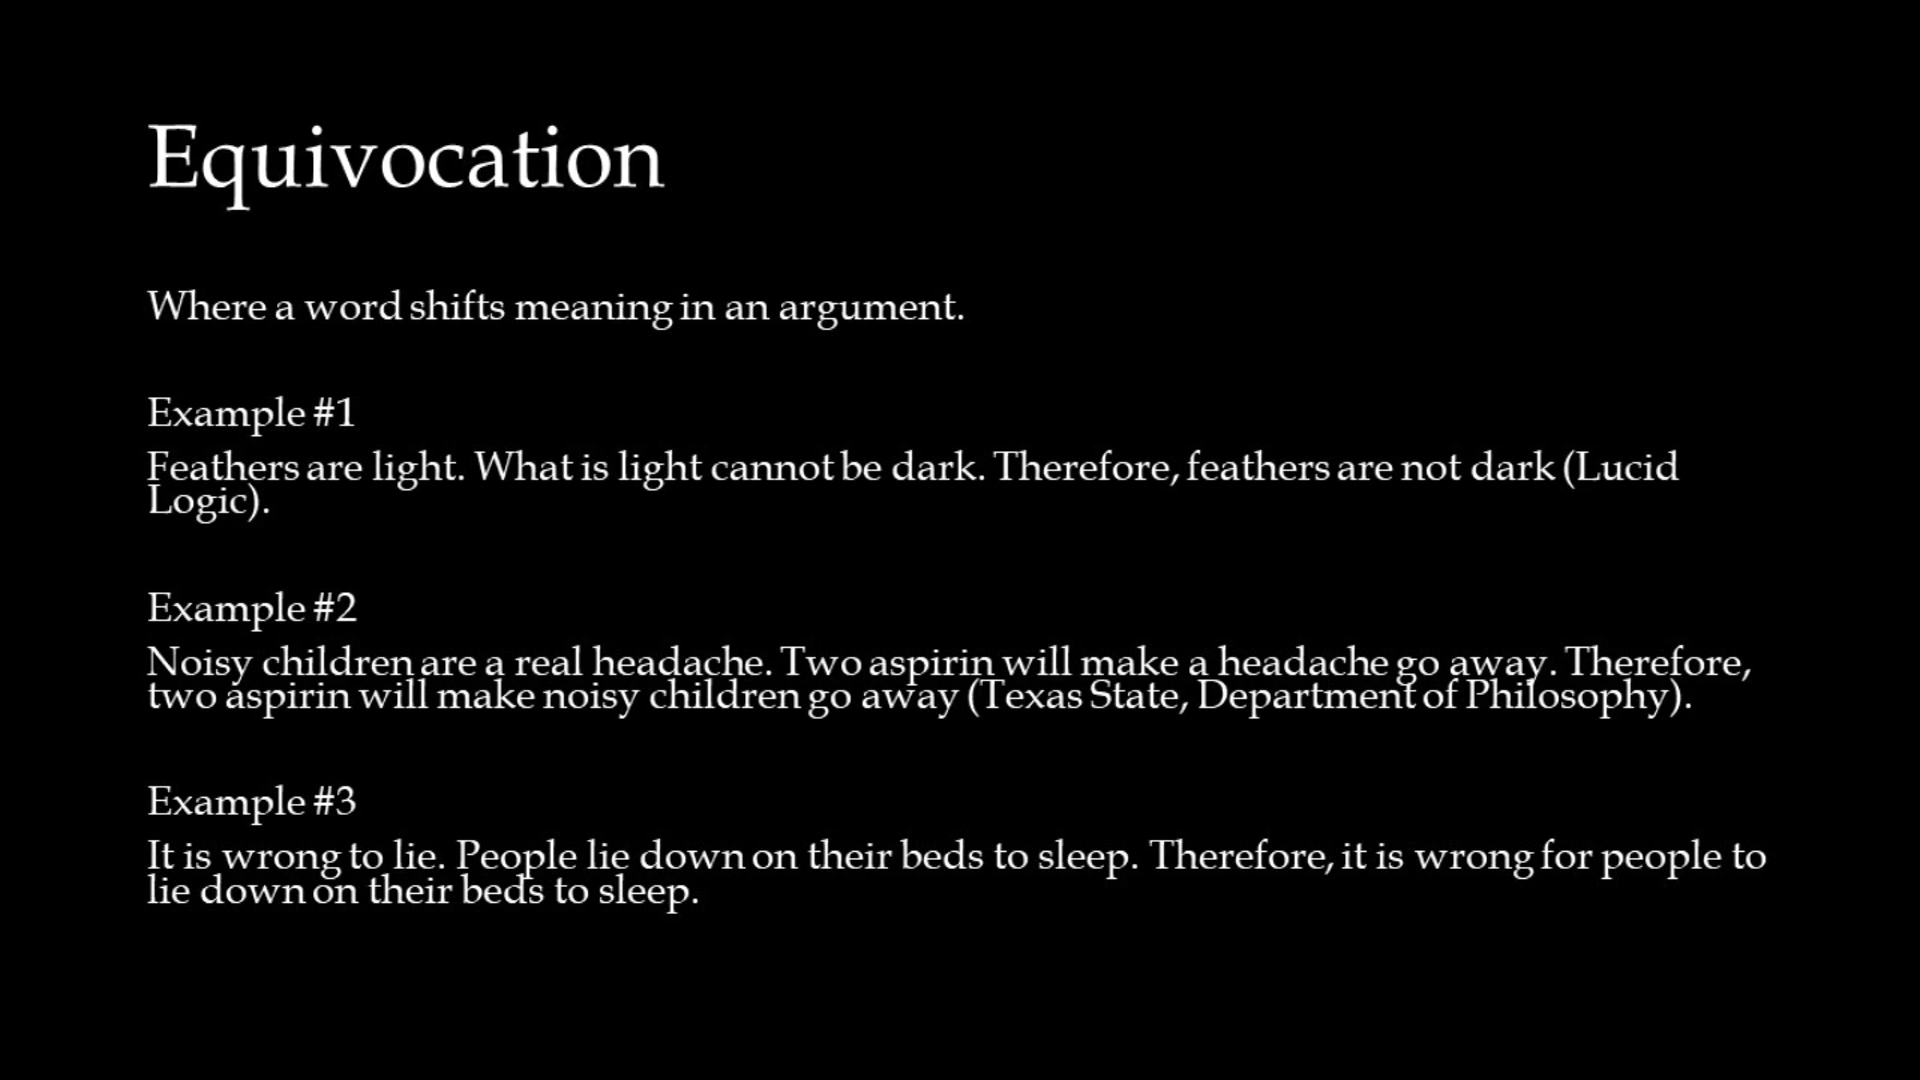 Equivocation
Where a word shifts meaning in an argument.
Example #1
Feathers are light. What is light cannot be dark. Therefore, feathers are not dark (Lucid
Logic).
Example #2
Noisy children are a real headache. Two aspirin will make a headache go away. Therefore,
two aspirin will make noisy children go away (Texas State, Department of Philosophy).
Example #3
It is wrong to lie. People lie down on their beds to sleep. Therefore, it is wrong for people to
lie down on their beds to sleep.